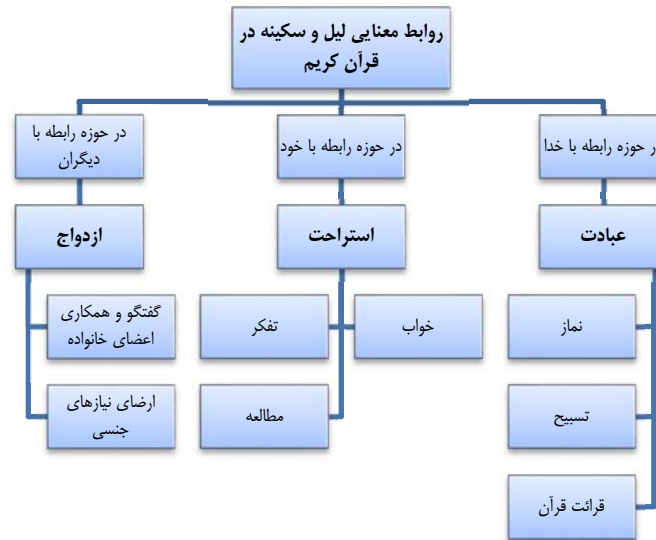 روابط معنایی لیل و سکینه در
قرآن کریم
در حوزه رابطه با خدا
در حوزه رابطه با خود
در حوزه رابطه با
دیگران
عبادت
استراحت
ازدواج
نماز
خواب
تفکر
گفتگو و همکاری
اعضای خانواده
تسبیح
مطالعه
ارضای نیازهای
جنسی
قرائت قرآن